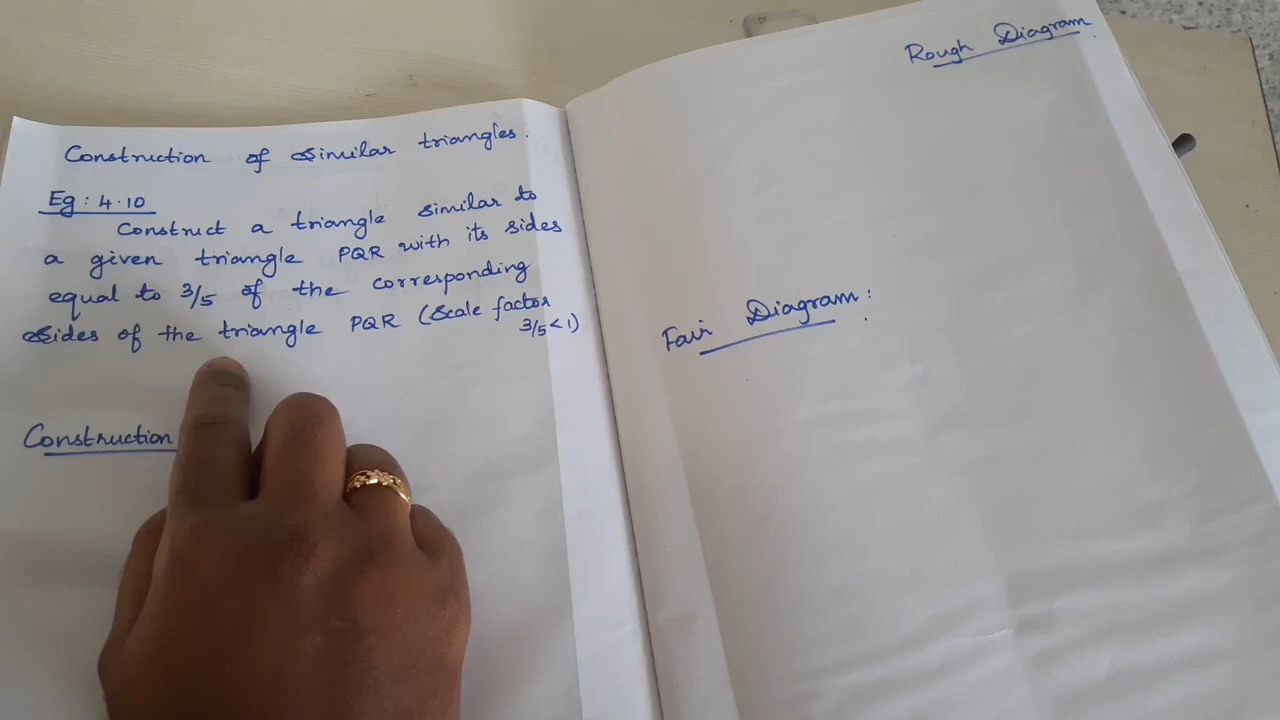 Construction of similar triangles.
Eg: 4.10
Construct a triangle similar to
a given triangle PQR with its sides
equal to 3/5 of the corresponding
sides of the triangle PQR (Scale factor
3/5 < 1)
Construction
Rough Diagram.
Fair Diagram: